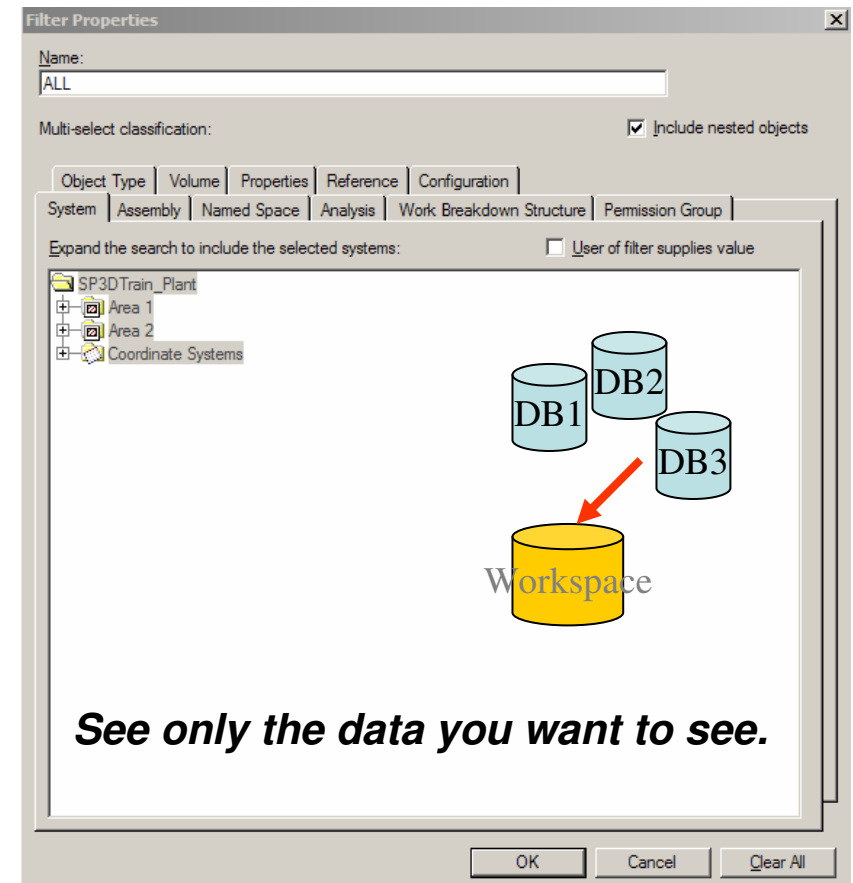 Filter Properties
Name:
ALL
Multi-select classification:
Include nested objects
Object Type Volume Properties Reference Configuration
System Assembly Named Space Analysis Work Breakdown Structure Permission Group
Expand the search to include the selected systems:
User of filter supplies value
SP3DTrain_Plant
Area 1
Area 2
Coordinate Systems
DB2
DB1
DB3
Workspace
See only the data you want to see.
OK Cancel Clear All